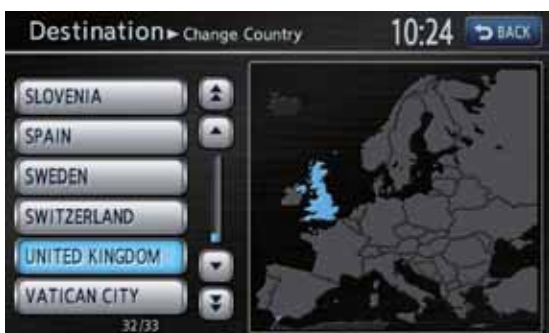 Destination ▸ Change Country 10:24 BACK
SLOVENIA
SPAIN
SWEDEN
SWITZERLAND
UNITED KINGDOM
VATICAN CITY
32/33